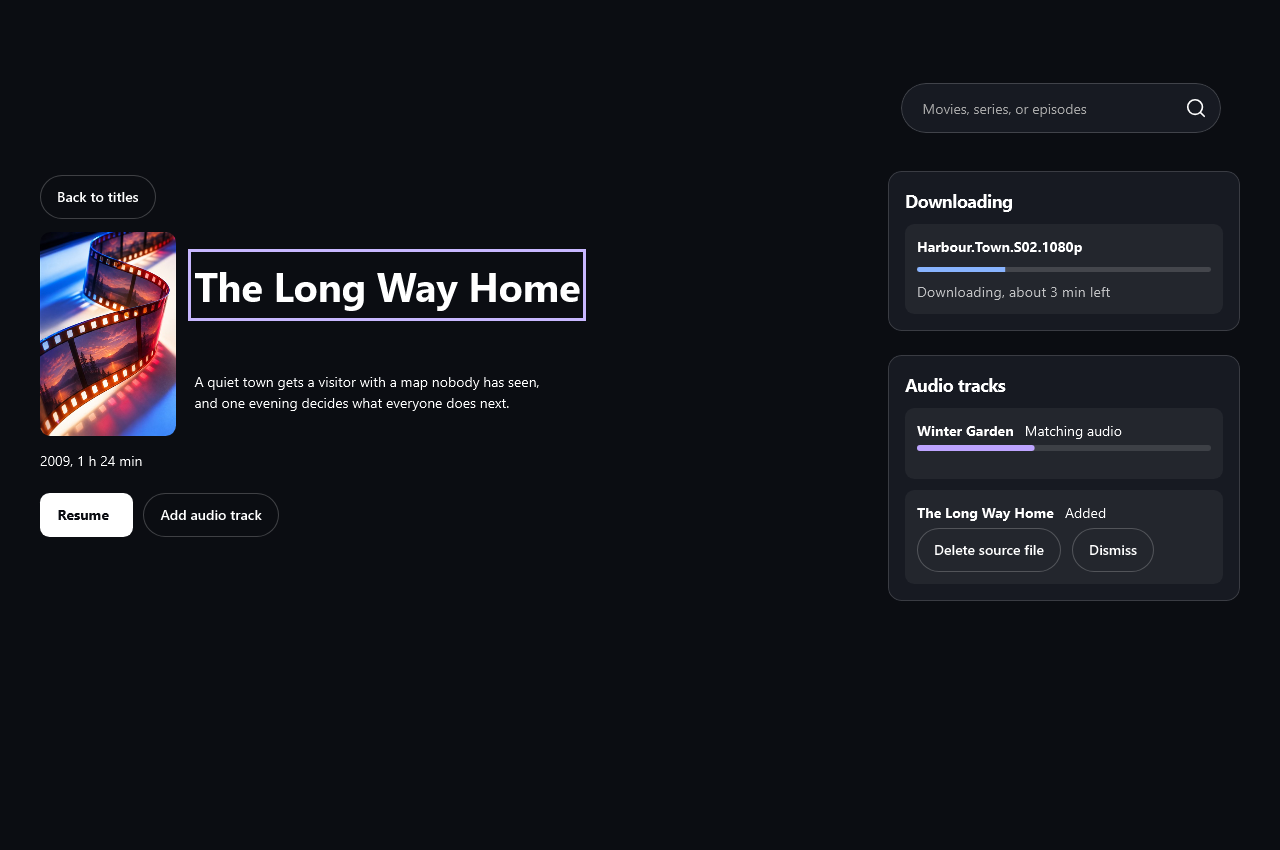 Movies, series, or episodes
Back to titles
The Long Way Home
A quiet town gets a visitor with a map nobody has seen,
and one evening decides what everyone does next.
2009, 1 h 24 min
Resume
Add audio track
Downloading
Harbour.Town.S02.1080p
Downloading, about 3 min left
Audio tracks
Winter Garden Matching audio
The Long Way Home Added
Delete source file
Dismiss